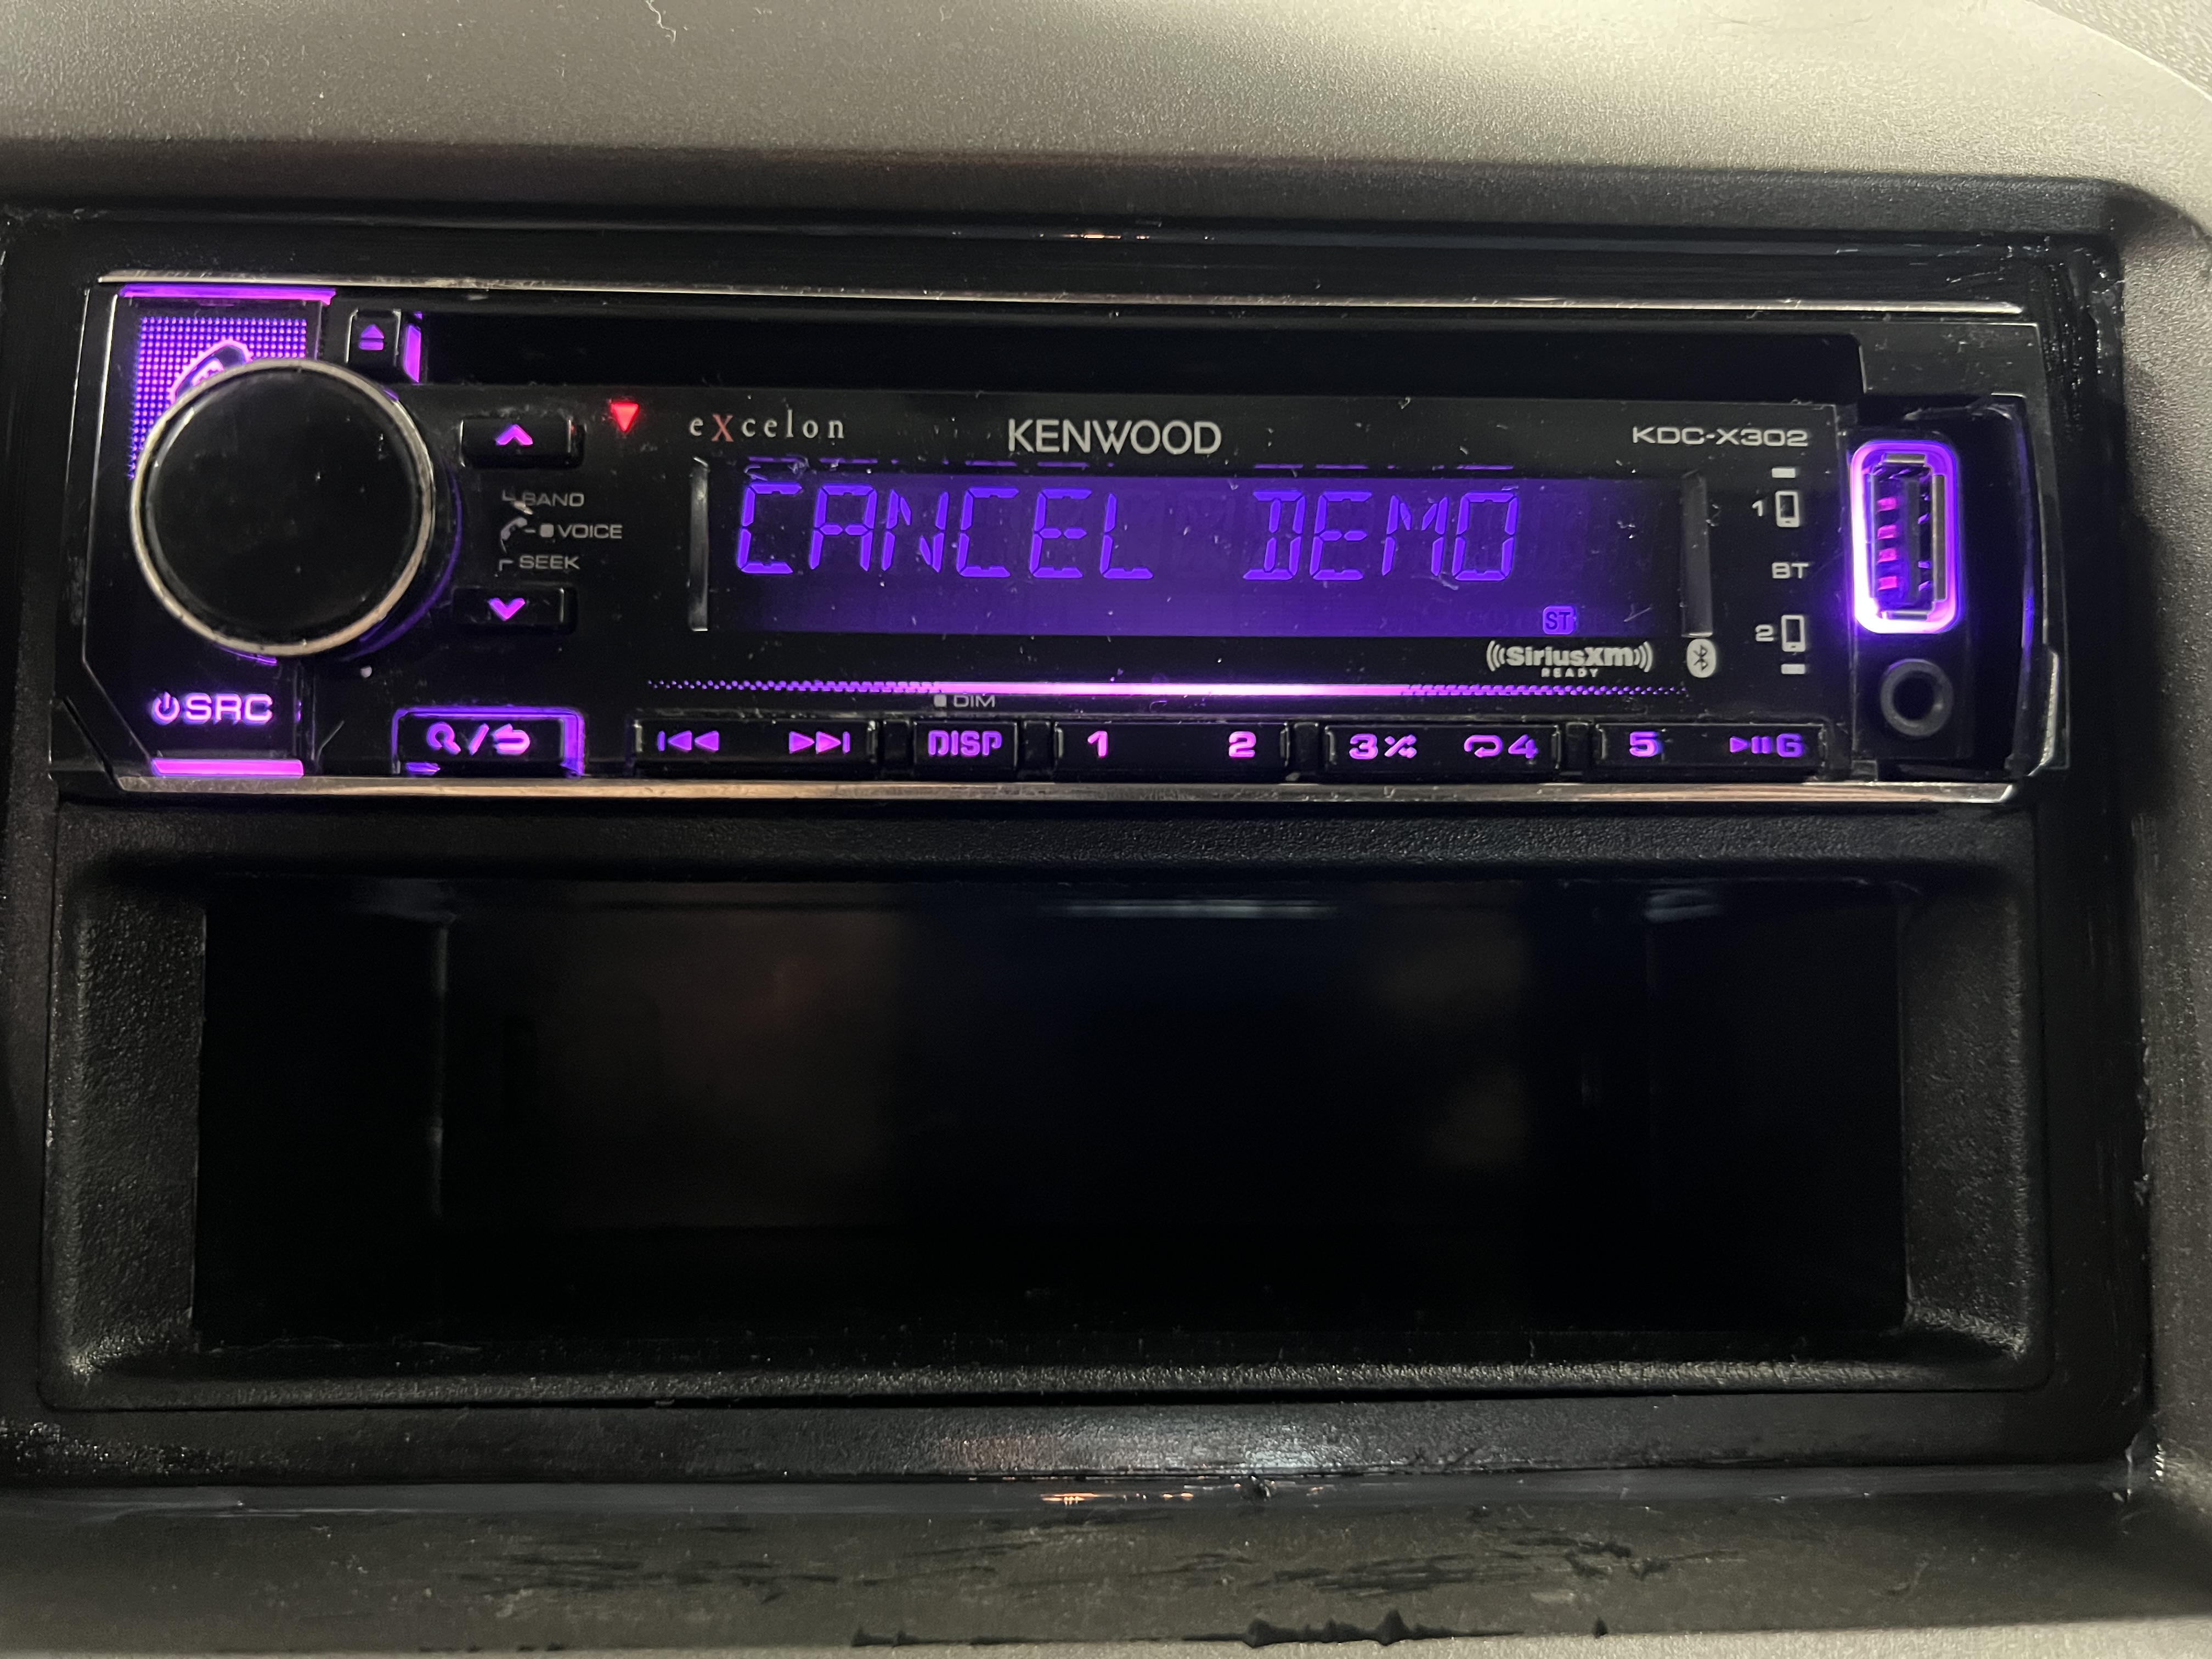 eXcelon
KENWOOD
KDC-X302
BAND
VOICE
SEEK
CANCEL DEMO
ST
1
BT
2
SiriusXm
READY
SRC
DIM
DISP
1
2
3
4
5
6